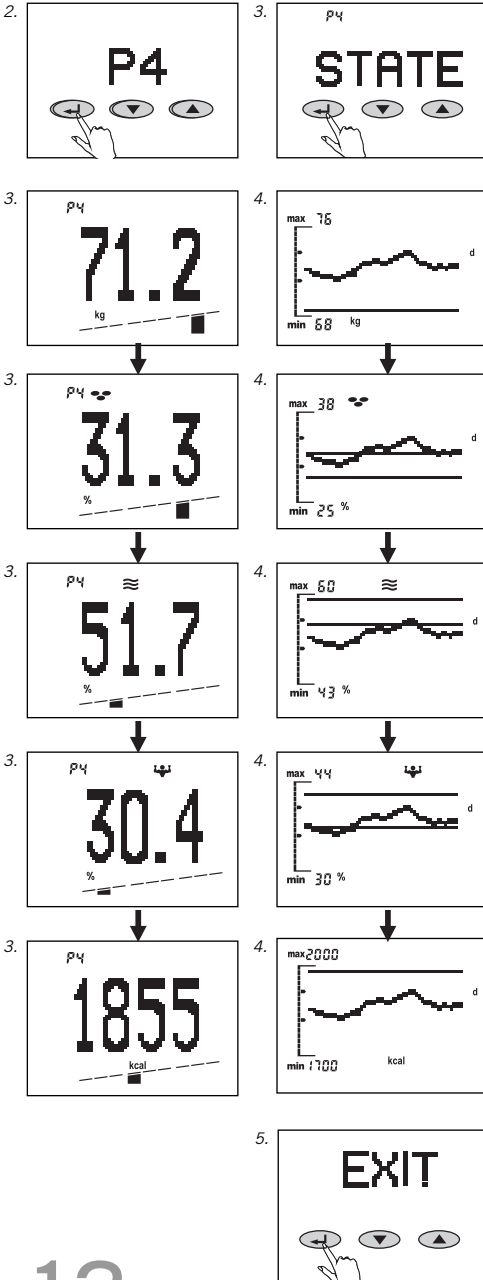 2.
P4
3.
P4
STATE
3.
P4
71.2
kg
4.
max 76
d
min 68 kg
3.
P4
31.3
%
4.
max 38
d
min 25 %
3.
P4
51.7
%
4.
max 60
d
min 43 %
3.
P4
30.4
%
4.
max 44
d
min 30 %
3.
P4
1855
kcal
4.
max 2000
d
min 1700 kcal
5.
EXIT